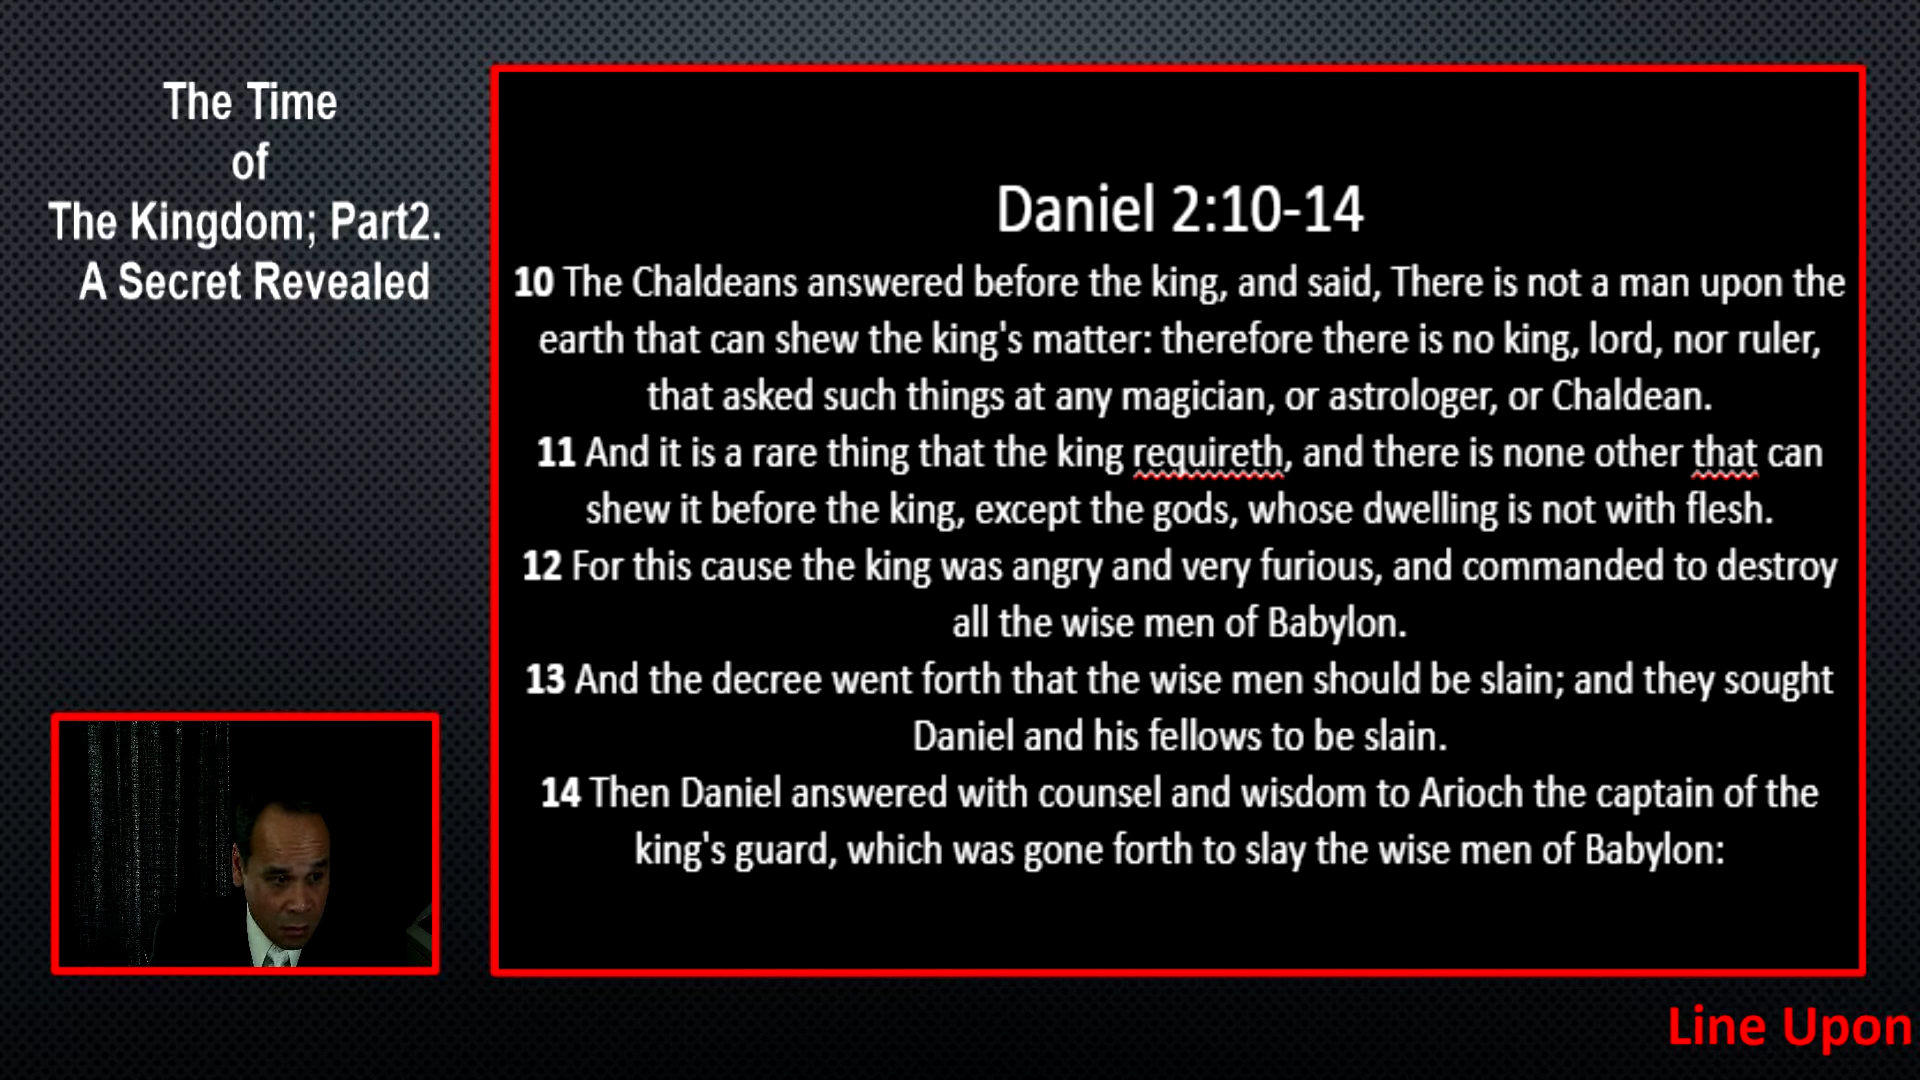 The Time
of
The Kingdom; Part2.
A Secret Revealed
Daniel 2:10-14
10 The Chaldeans answered before the king, and said, There is not a man upon the
earth that can shew the king's matter: therefore there is no king, lord, nor ruler,
that asked such things at any magician, or astrologer, or Chaldean.
11 And it is a rare thing that the king requireth, and there is none other that can
shew it before the king, except the gods, whose dwelling is not with flesh.
12 For this cause the king was angry and very furious, and commanded to destroy
all the wise men of Babylon.
13 And the decree went forth that the wise men should be slain; and they sought
Daniel and his fellows to be slain.
14 Then Daniel answered with counsel and wisdom to Arioch the captain of the
king's guard, which was gone forth to slay the wise men of Babylon:
Line Upon